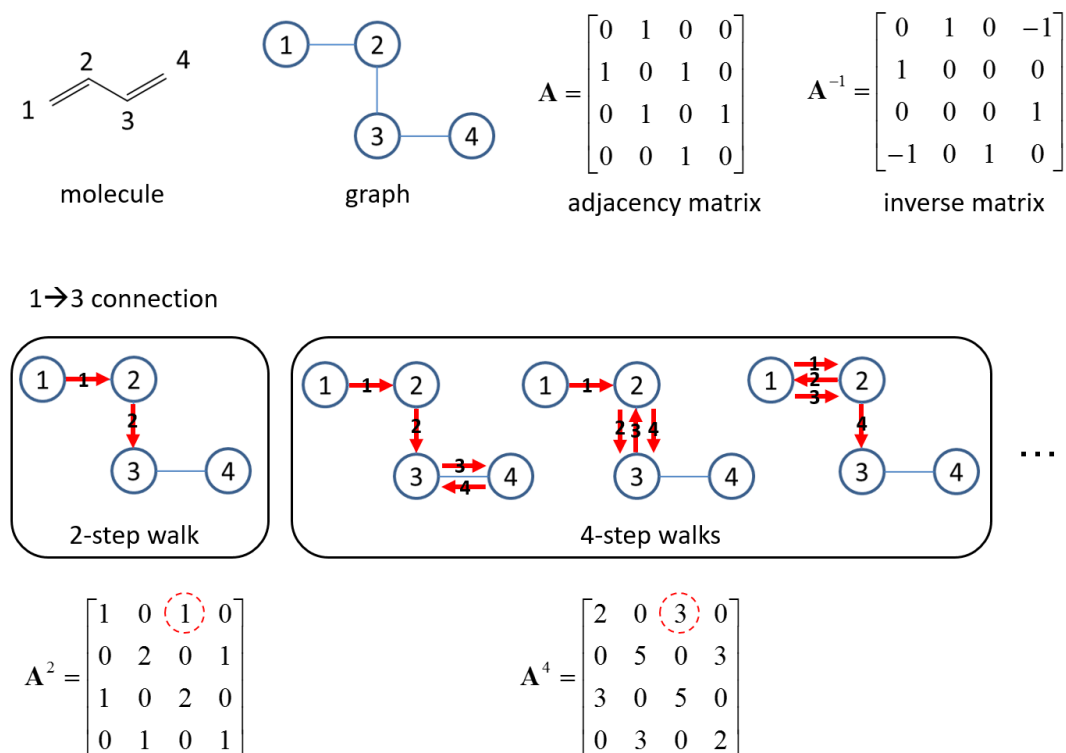 1 2 3 4
molecule
1 2 3 4
graph
A = [0 1 0 0
1 0 1 0
0 1 0 1
0 0 1 0]
adjacency matrix
A⁻¹ = [0 1 0 −1
1 0 0 0
0 0 0 1
−1 0 1 0]
inverse matrix
1→3 connection
1 1 2
2
3 4
2-step walk
1 1 2
2
3 3 4
4
1 1 2
2 3 4
3 4
1 1 2
2
3
4
3 4
4-step walks
...
A² = [1 0 1 0
0 2 0 1
1 0 2 0
0 1 0 1
A⁴ = [2 0 3 0
0 5 0 3
3 0 5 0
0 3 0 2